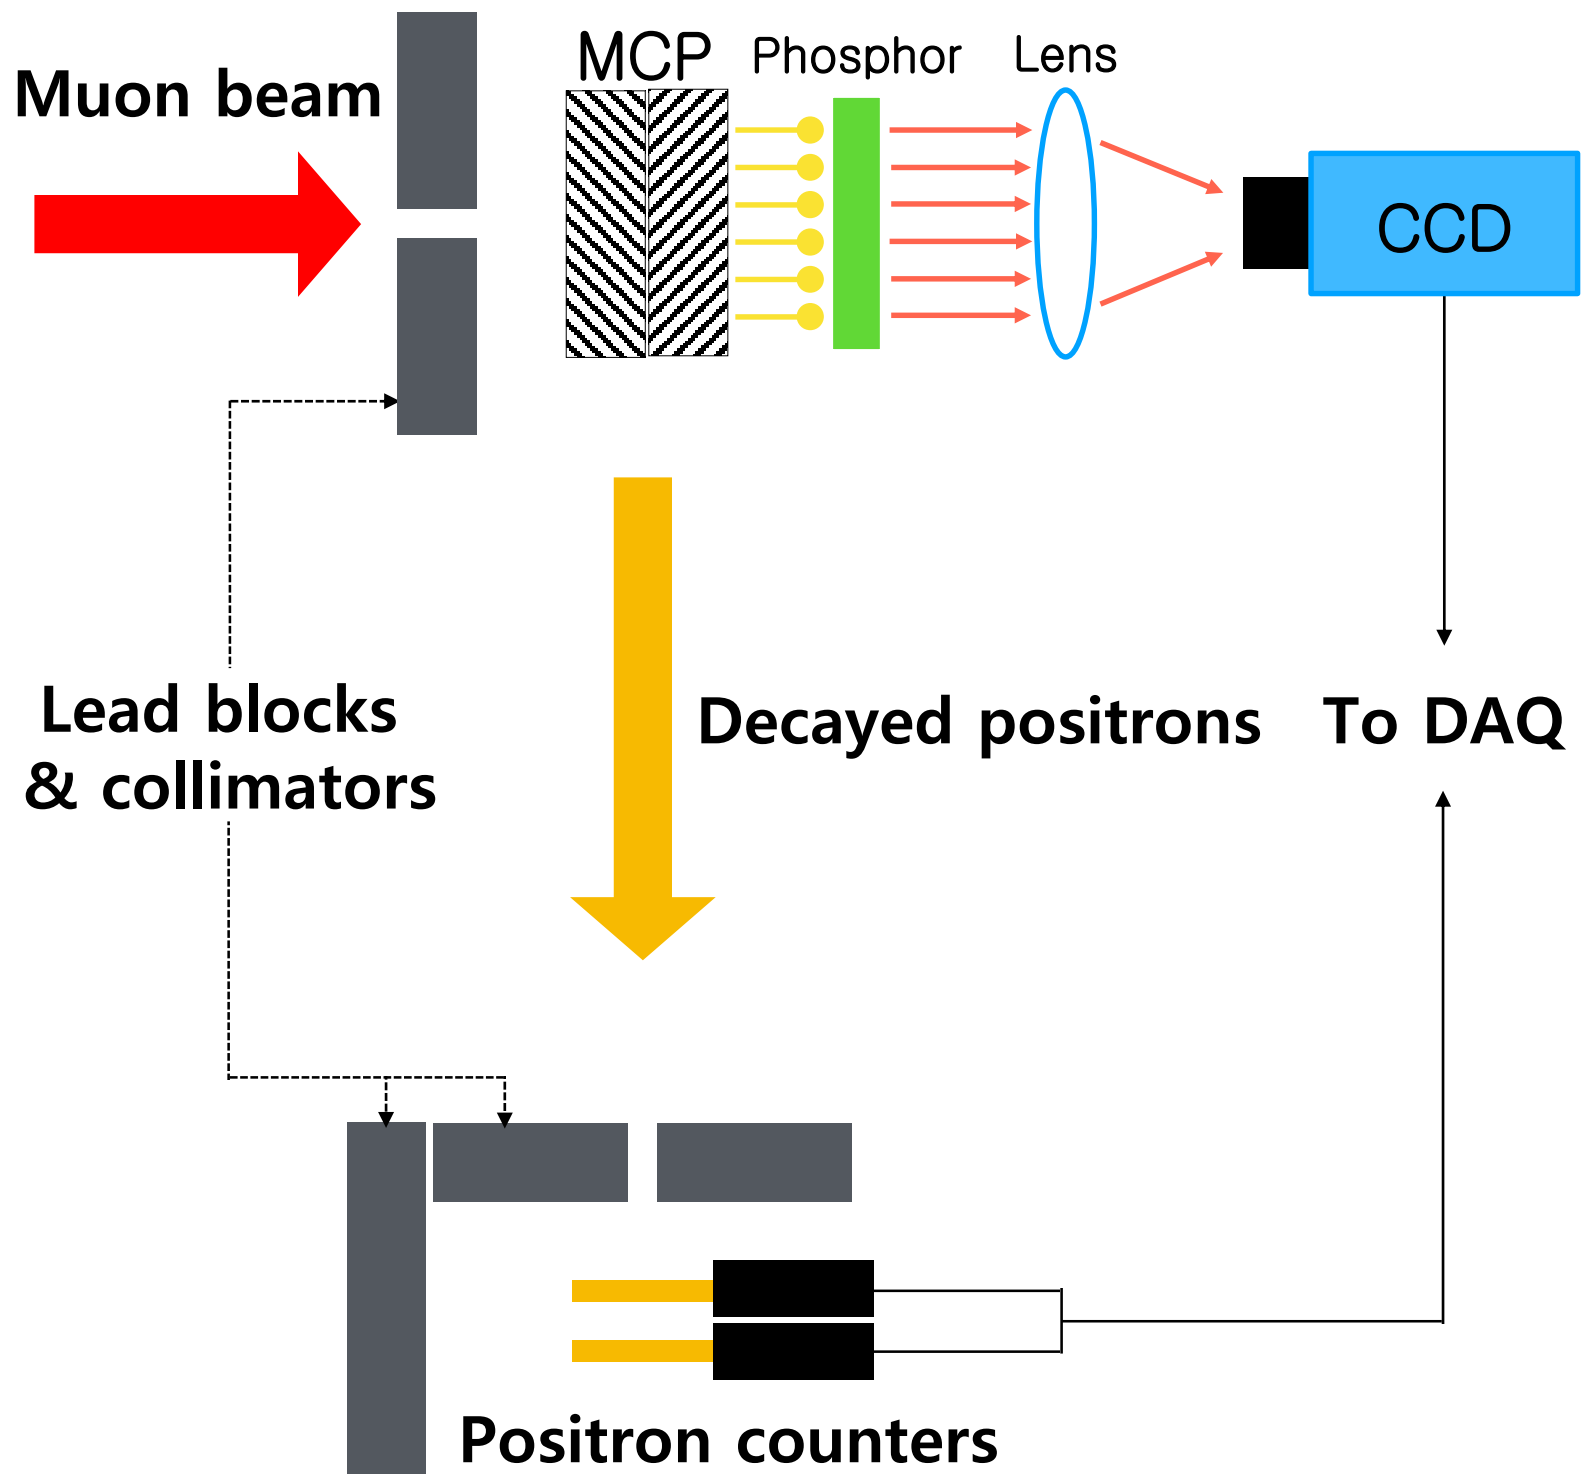 MCP
Phosphor
Lens
Muon beam
CCD
Lead blocks
& collimators
Decayed positrons
To DAQ
Positron counters